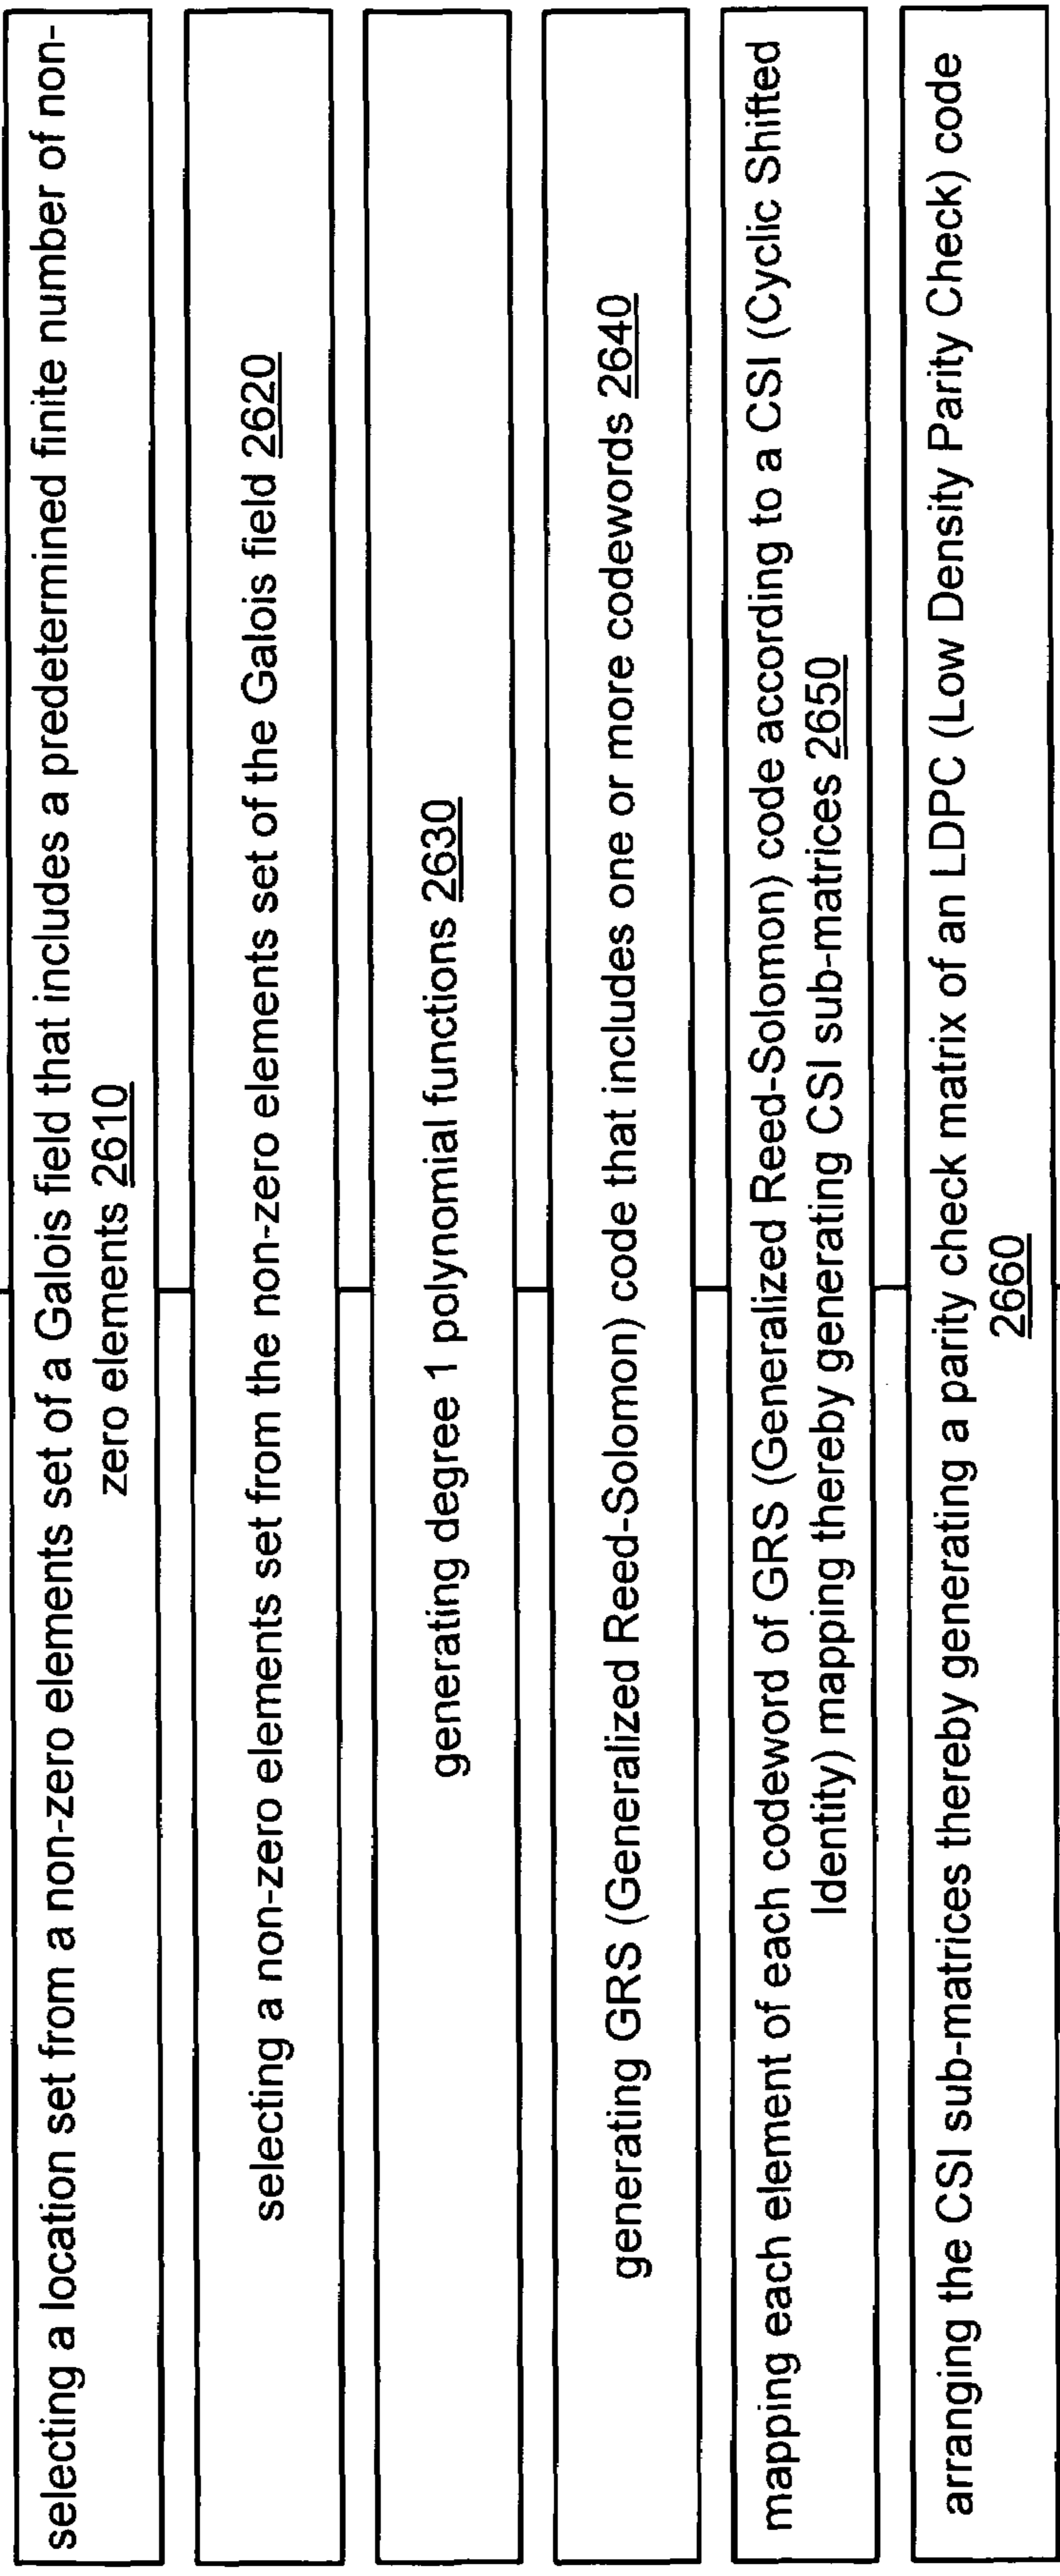 selecting a location set from a non-zero elements set of a Galois field that includes a predetermined finite number of non-
zero elements 2610
selecting a non-zero elements set from the non-zero elements set of the Galois field 2620
generating degree 1 polynomial functions 2630
generating GRS (Generalized Reed-Solomon) code that includes one or more codewords 2640
mapping each element of each codeword of GRS (Generalized Reed-Solomon) code according to a CSI (Cyclic Shifted
Identity) mapping thereby generating CSI sub-matrices 2650
arranging the CSI sub-matrices thereby generating a parity check matrix of an LDPC (Low Density Parity Check) code
2660